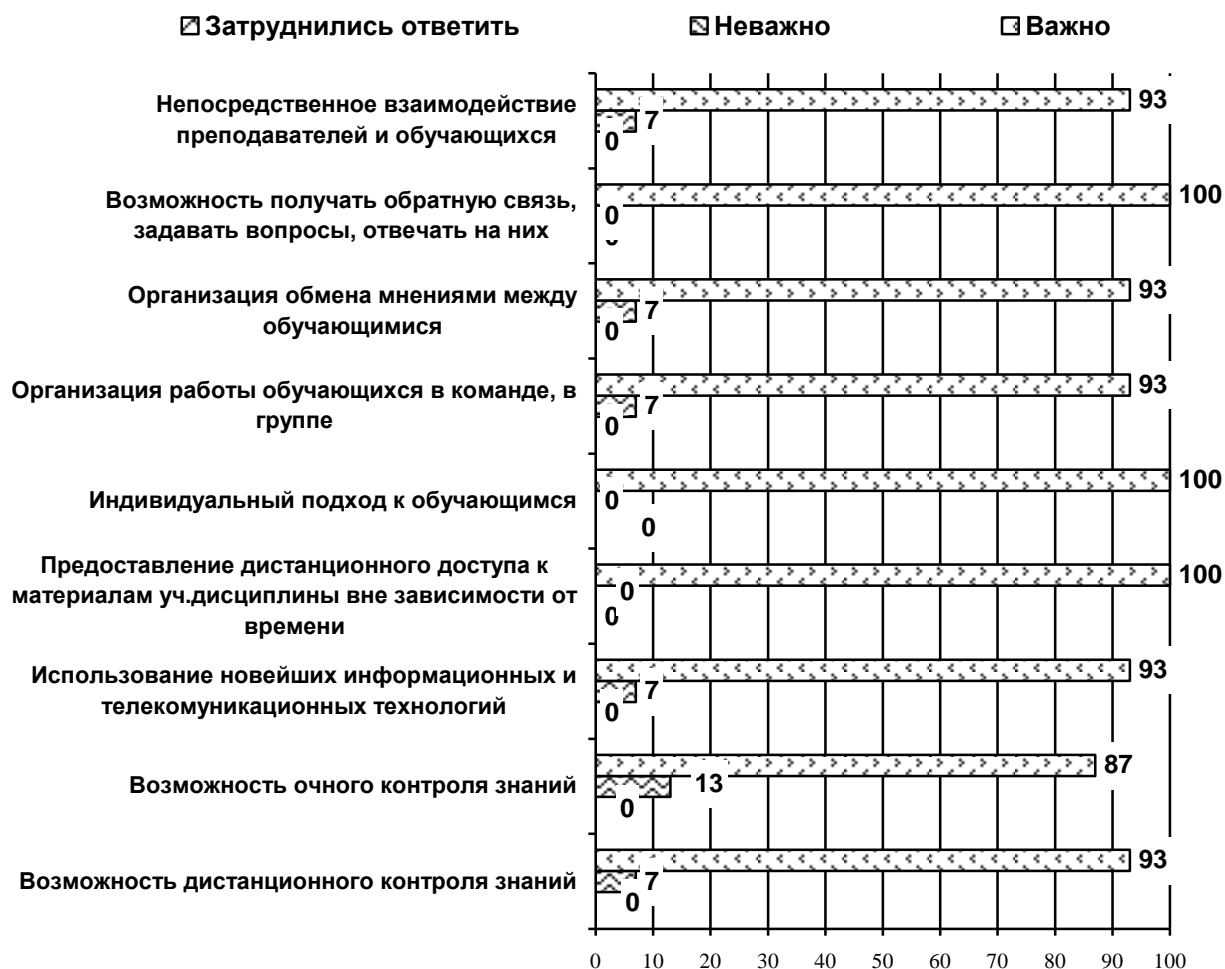 Затруднились ответить Неважно Важно
Непосредственное взаимодействие
преподавателей и обучающихся
93
7
0
Возможность получать обратную связь,
задавать вопросы, отвечать на них
100
0
Организация обмена мнениями между
обучающимися
93
7
0
Организация работы обучающихся в команде, в
группе
93
7
0
Индивидуальный подход к обучающимся
100
0
0
Предоставление дистанционного доступа к
материалам уч.дисциплины вне зависимости от
времени
100
0
0
Использование новейших информационных и
телекомуникационных технологий
93
7
0
Возможность очного контроля знаний
87
13
0
Возможность дистанционного контроля знаний
93
7
0
0 10 20 30 40 50 60 70 80 90 100